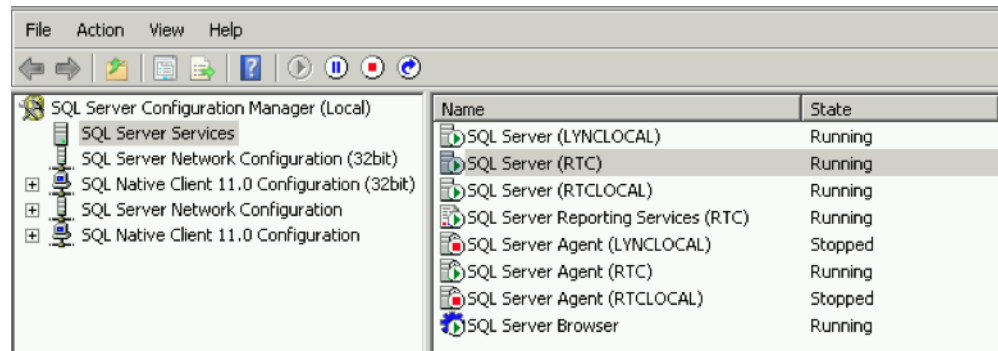 File Action View Help
SQL Server Configuration Manager (Local)
SQL Server Services
SQL Server Network Configuration (32bit)
SQL Native Client 11.0 Configuration (32bit)
SQL Server Network Configuration
SQL Native Client 11.0 Configuration
Name State
SQL Server (LYNCLOCAL) Running
SQL Server (RTC) Running
SQL Server (RTCLOCAL) Running
SQL Server Reporting Services (RTC) Running
SQL Server Agent (LYNCLOCAL) Stopped
SQL Server Agent (RTC) Running
SQL Server Agent (RTCLOCAL) Stopped
SQL Server Browser Running